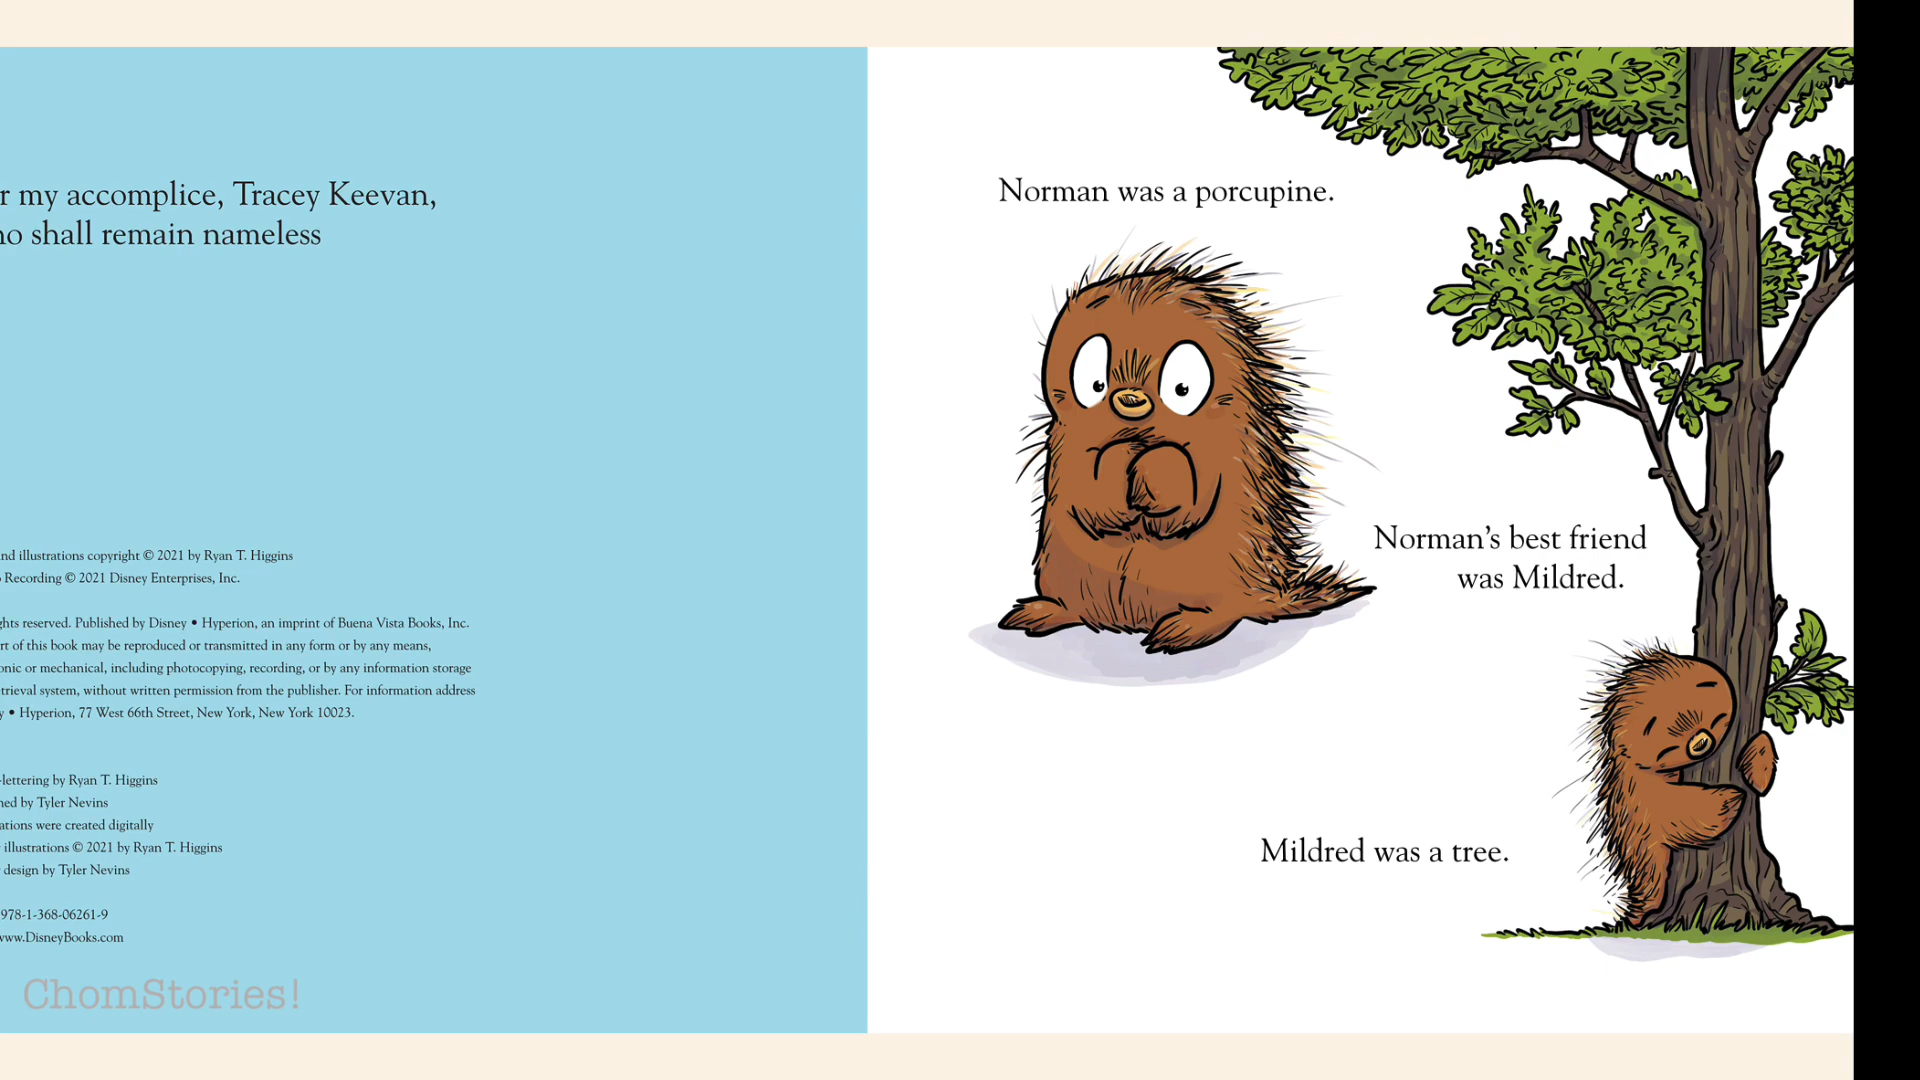 r my accomplice, Tracey Keevan,
no shall remain nameless
nd illustrations copyright © 2021 by Ryan T. Higgins
Recording © 2021 Disney Enterprises, Inc.
ghts reserved. Published by Disney • Hyperion, an imprint of Buena Vista Books, Inc.
rt of this book may be reproduced or transmitted in any form or by any means,
onic or mechanical, including photocopying, recording, or by any information storage
trieval system, without written permission from the publisher. For information address
y • Hyperion, 77 West 66th Street, New York, New York 10023.
-lettering by Ryan T. Higgins
ned by Tyler Nevins
ations were created digitally
illustrations © 2021 by Ryan T. Higgins
design by Tyler Nevins
978-1-368-06261-9
www.DisneyBooks.com
ChomStories!
Norman was a porcupine.
Norman's best friend
was Mildred.
Mildred was a tree.